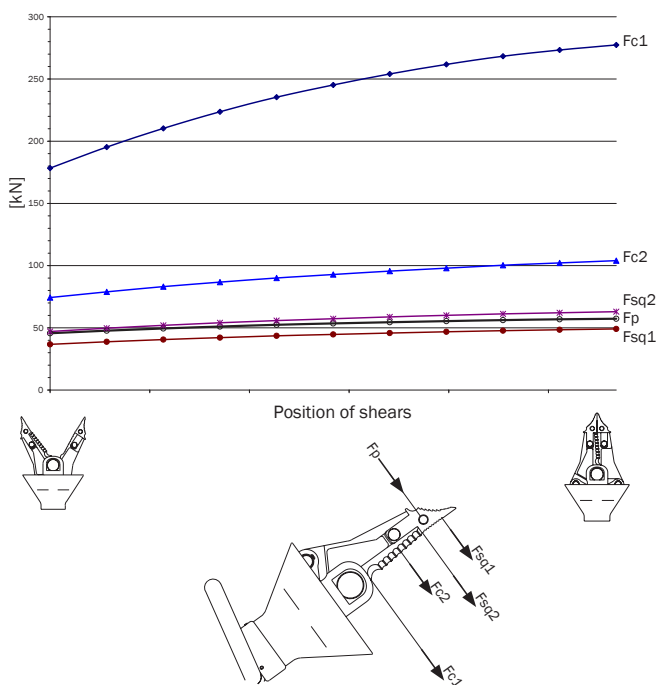 300
250
200
150
100
50
0
[kN]
Fc1
Fc2
Fsq2
Fp
Fsq1
Position of shears
Fp
Fsq1
Fsq2
Fc2
Fc1